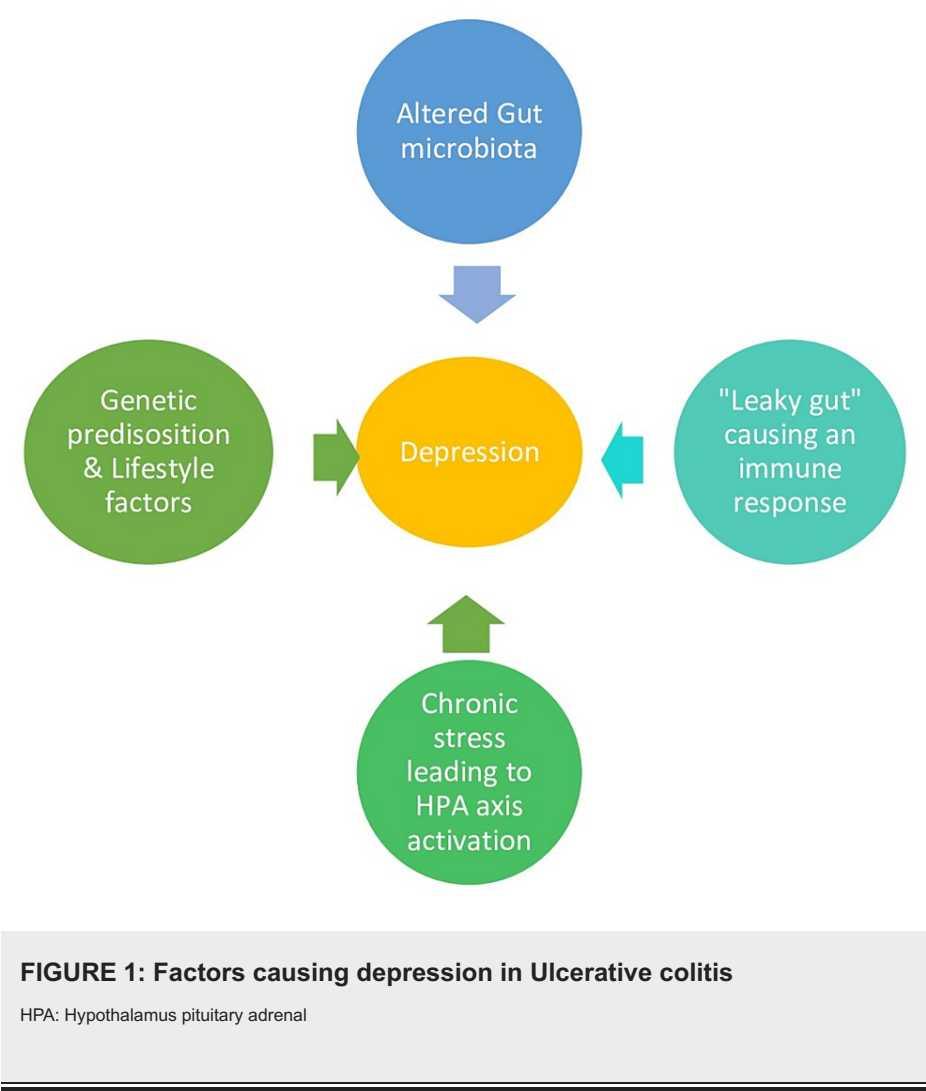 Altered Gut
microbiota
Genetic
predisosition
& Lifestyle
factors
Depression
"Leaky gut"
causing an
immune
response
Chronic
stress
leading to
HPA axis
activation
FIGURE 1: Factors causing depression in Ulcerative colitis
HPA: Hypothalamus pituitary adrenal